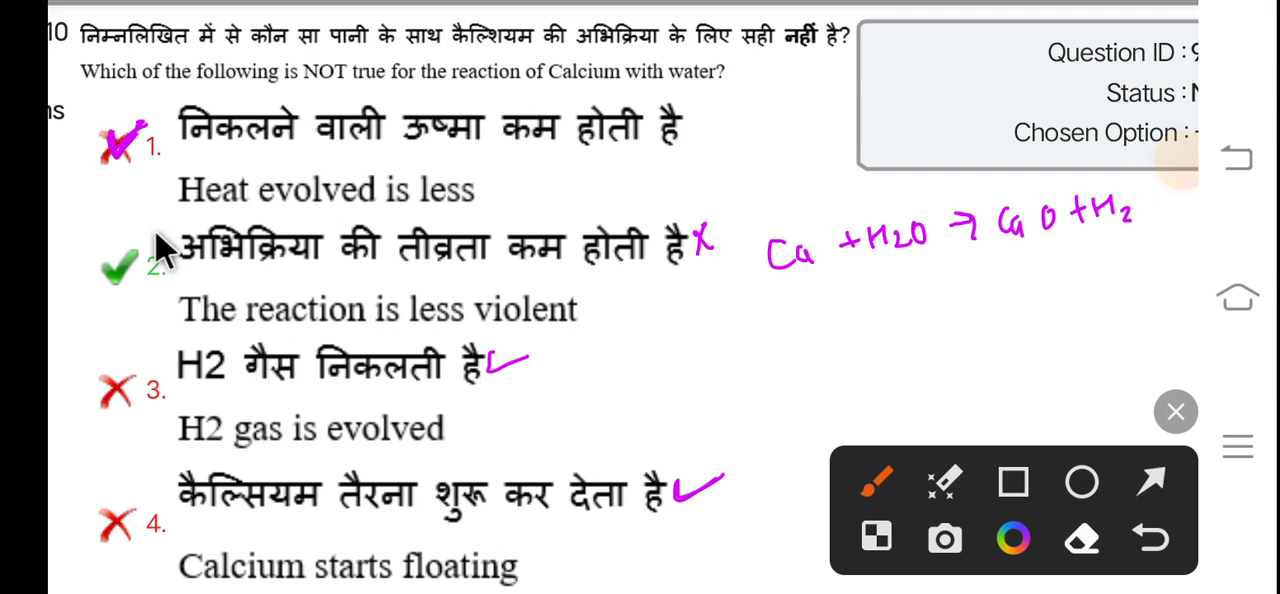 10 निम्नलिखित में से कौन सा पानी के साथ कैल्शियम की अभिक्रिया के लिए सही नहीं है?
Which of the following is NOT true for the reaction of Calcium with water?
ns
Question ID : 9
Status : N
Chosen Option : -
1. निकलने वाली ऊष्मा कम होती है
Heat evolved is less
2. अभिक्रिया की तीव्रता कम होती है x
The reaction is less violent
Ca + H2O → Ca O + H2
3. H2 गैस निकलती है
H2 gas is evolved
4. कैल्सियम तैरना शुरू कर देता है
Calcium starts floating